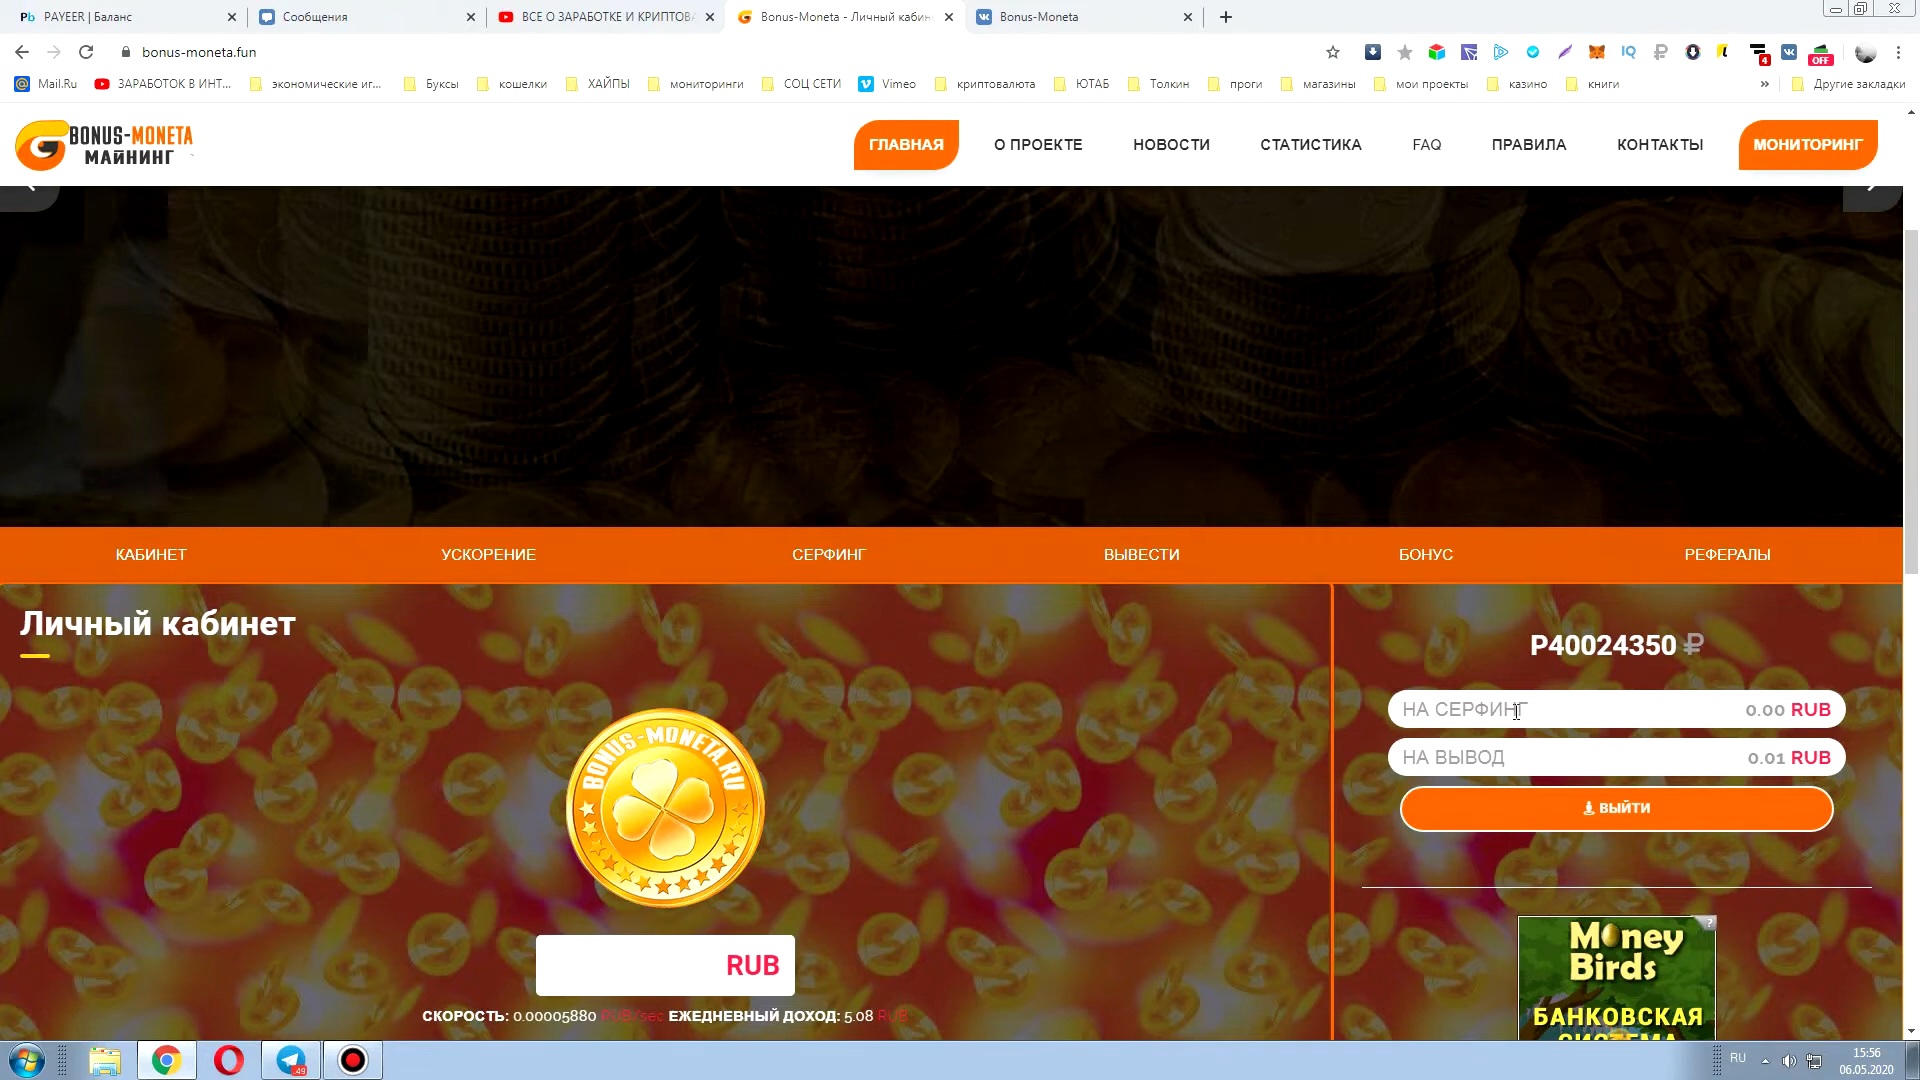 PAYEER | Баланс
Сообщения
ВСЕ О ЗАРАБОТКЕ И КРИПТОВА
Bonus-Moneta - Личный кабин
Bonus-Moneta
bonus-moneta.fun
IQ
4
OFF
Mail.Ru
ЗАРАБОТОК В ИНТ...
экономические иг...
Буксы
кошелки
ХАЙПЫ
мониторинги
СОЦ СЕТИ
Vimeo
криптовалюта
ЮТАБ
Толкин
проги
магазины
мои проекты
казино
книги
»
Другие закладки
BONUS-MONETA
МАЙНИНГ
ГЛАВНАЯ
О ПРОЕКТЕ
НОВОСТИ
СТАТИСТИКА
FAQ
ПРАВИЛА
КОНТАКТЫ
МОНИТОРИНГ
КАБИНЕТ
УСКОРЕНИЕ
СЕРФИНГ
ВЫВЕСТИ
БОНУС
РЕФЕРАЛЫ
Личный кабинет
P40024350 ₽
НА СЕРФИНГ 0.00 RUB
НА ВЫВОД 0.01 RUB
ВЫЙТИ
BONUS-MONETA.RU
RUB
СКОРОСТЬ: 0.00005880 RUB/sec ЕЖЕДНЕВНЫЙ ДОХОД: 5.08 RUB
Money
Birds
БАНКОВСКАЯ
СИСТЕМА
.49
RU
15:56
06.05.2020